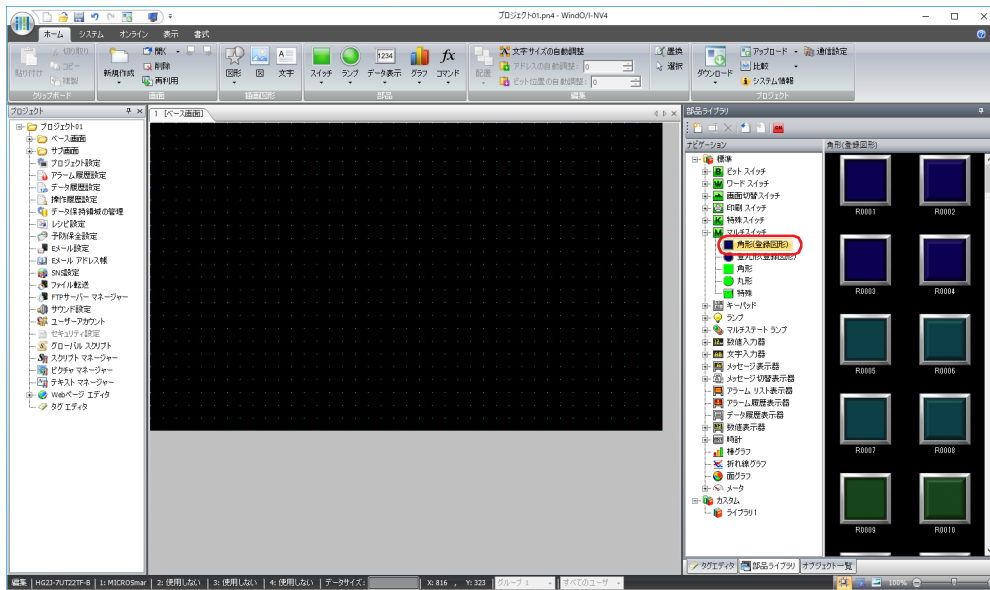 プロジェクト01.pn4 - WindO/I-NV4
ホーム システム オンライン 表示 書式
切り取り
コピー
複製
貼り付け
クリップボード
新規作成
開く
削除
再利用
画面
図形 図 文字
描画図形
スイッチ ランプ データ表示 グラフ コマンド
部品
配置
文字サイズの自動調整
アドレスの自動調整: 0
ビット位置の自動調整: 0
置換
選択
編集
ダウンロード
アップロード
比較
システム情報
通信設定
プロジェクト
プロジェクト
プロジェクト01
ベース画面
サブ画面
プロジェクト設定
アラーム履歴設定
データ履歴設定
操作履歴設定
データ保持領域の管理
レシピ設定
予防保全設定
Eメール設定
Eメール アドレス帳
SNS設定
ファイル転送
FTPサーバー マネージャー
サウンド設定
ユーザーアカウント
セキュリティ設定
グローバル スクリプト
スクリプト マネージャー
ピクチャ マネージャー
テキスト マネージャー
Webページ エディタ
タグ エディタ
1 [ベース画面]
部品ライブラリ
ナビゲーション
標準
ビット スイッチ
ワード スイッチ
画面切替 スイッチ
印刷 スイッチ
特殊 スイッチ
マルチスイッチ
角形(登録図形)
角形
丸形
特殊
キーパッド
ランプ
マルチステート ランプ
数値入力器
文字入力器
メッセージ表示器
メッセージ切替表示器
アラーム リスト表示器
アラーム履歴表示器
データ履歴表示器
数値表示器
時計
棒グラフ
折れ線グラフ
面グラフ
メータ
カスタム
ライブラリ1
角形(登録図形)
R0001 R0002
R0003 R0004
R0005 R0006
R0007 R0008
R0009 R0010
タグエディタ 部品ライブラリ オブジェクト一覧
編集 HG2J-7UT22TF-B 1: MICROSmar 2: 使用しない 3: 使用しない 4: 使用しない データサイズ: X: 816 , Y: 323 グループ 1 すべてのユーザ 100%